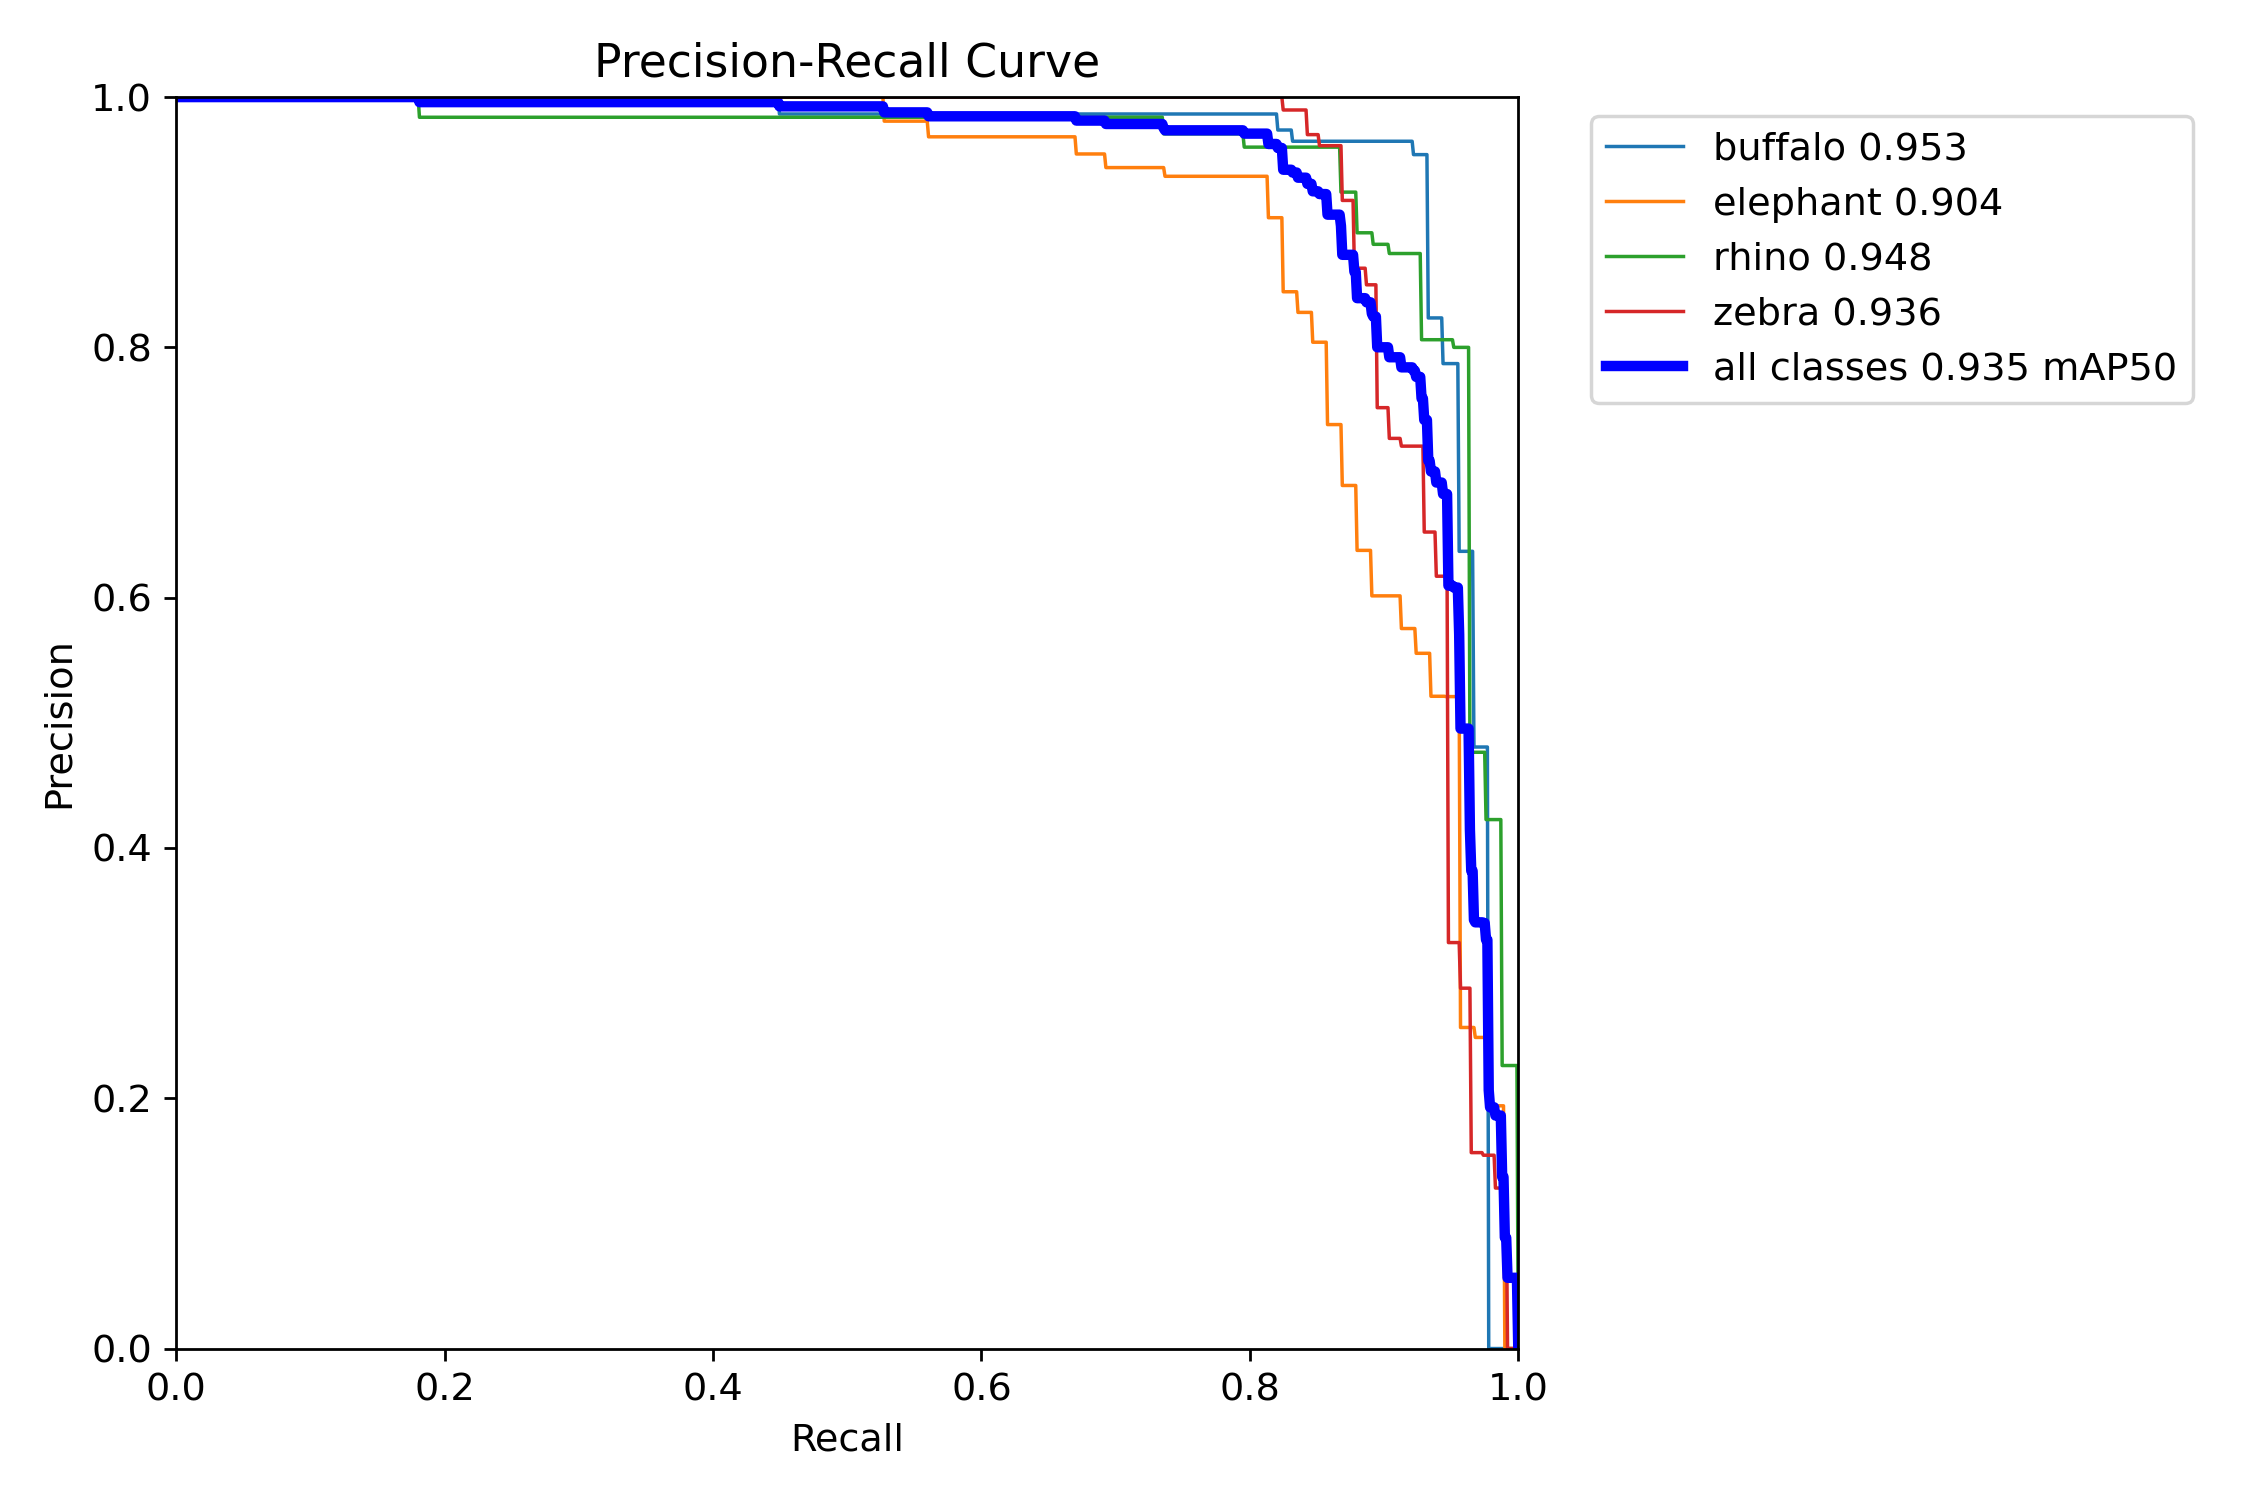 Precision-Recall Curve
1.0
0.8
0.6
0.4
0.2
0.0
Precision
0.0 0.2 0.4 0.6 0.8 1.0
Recall
buffalo 0.953
elephant 0.904
rhino 0.948
zebra 0.936
all classes 0.935 mAP50